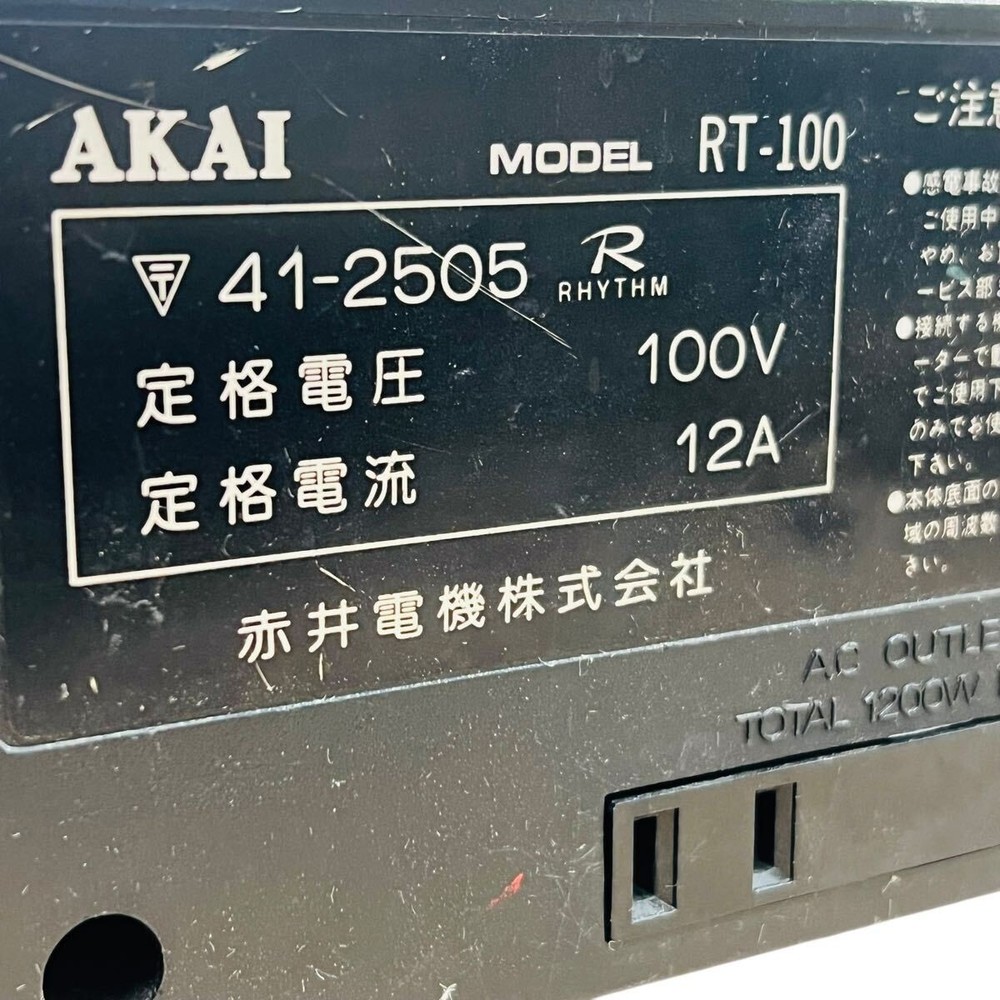 AKAI
MODEL RT-100
〒 41-2505 R RHYTHM
定格電圧 100V
定格電流 12A
赤井電機株式会社
ご注意
●感電事故
ご使用中
やめ、お
ービス部
●接続する
ーターで
でご使用下
のみでお使
下さい。
●本体底面の
域の周波数
さい。
AC OUTLE
TOTAL 1200W